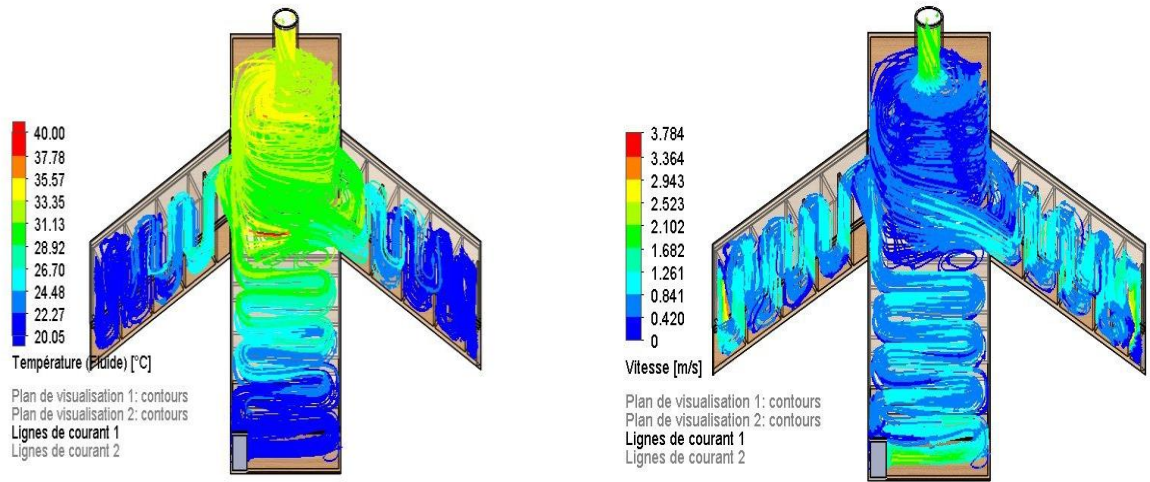 40.00
37.78
35.57
33.35
31.13
28.92
26.70
24.48
22.27
20.05
Température (Fluide) [°C]
Plan de visualisation 1: contours
Plan de visualisation 2: contours
Lignes de courant 1
Lignes de courant 2
3.784
3.364
2.943
2.523
2.102
1.682
1.261
0.841
0.420
0
Vitesse [m/s]
Plan de visualisation 1: contours
Plan de visualisation 2: contours
Lignes de courant 1
Lignes de courant 2